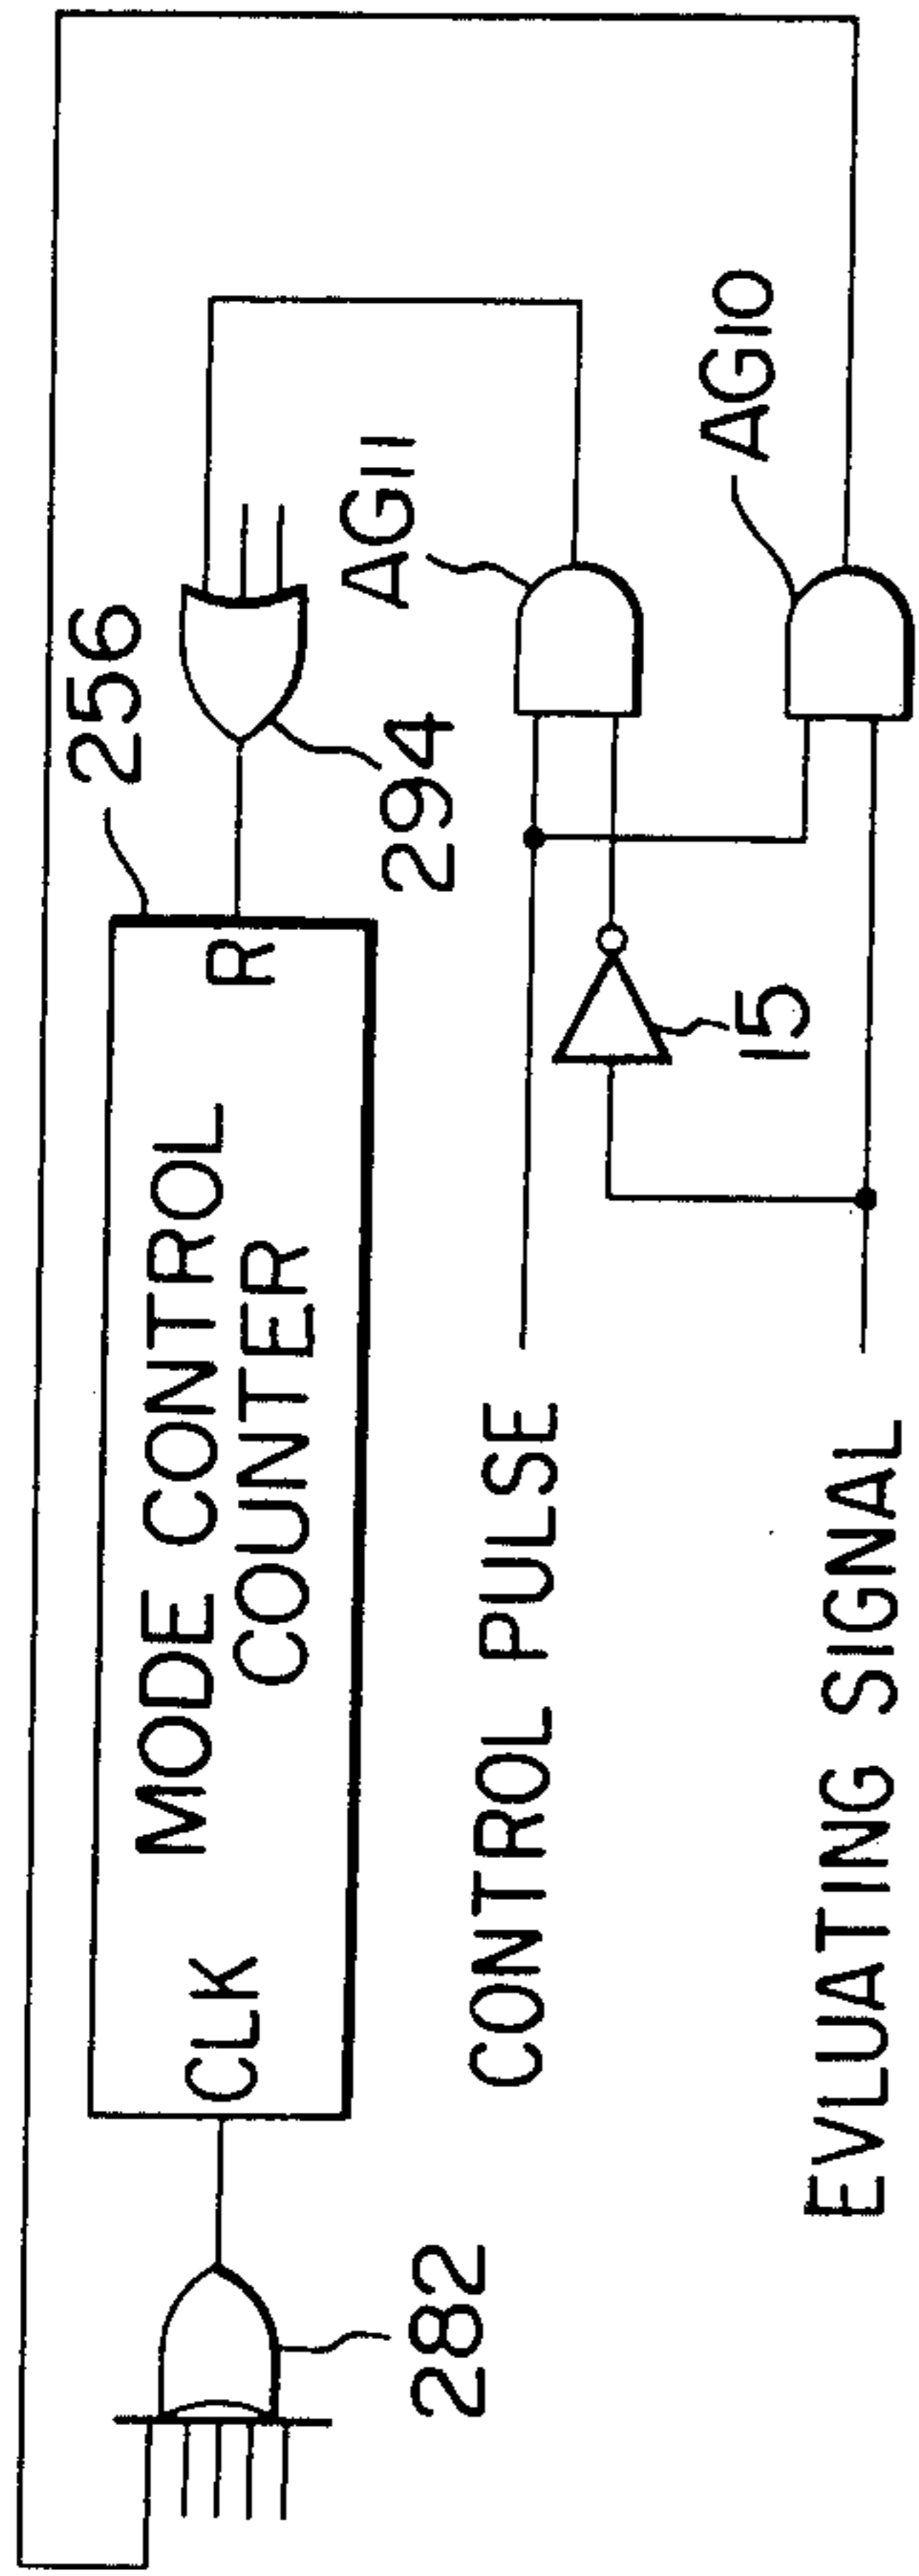 256
MODE CONTROL
COUNTER
CLK
R
282
294
AG11
CONTROL PULSE
15
AG10
EVLUATING SIGNAL